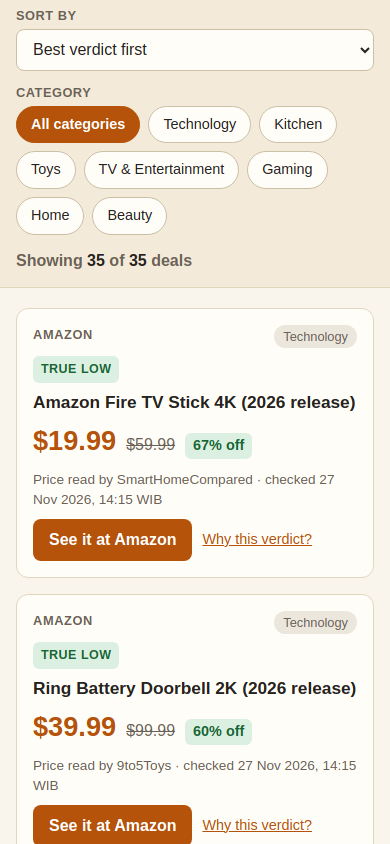 SORT BY
Best verdict first
CATEGORY
All categories
Technology
Kitchen
Toys
TV & Entertainment
Gaming
Home
Beauty
Showing 35 of 35 deals
AMAZON
Technology
TRUE LOW
Amazon Fire TV Stick 4K (2026 release)
$19.99 $59.99 67% off
Price read by SmartHomeCompared · checked 27
Nov 2026, 14:15 WIB
See it at Amazon
Why this verdict?
AMAZON
Technology
TRUE LOW
Ring Battery Doorbell 2K (2026 release)
$39.99 $99.99 60% off
Price read by 9to5Toys · checked 27 Nov 2026, 14:15
WIB
See it at Amazon
Why this verdict?